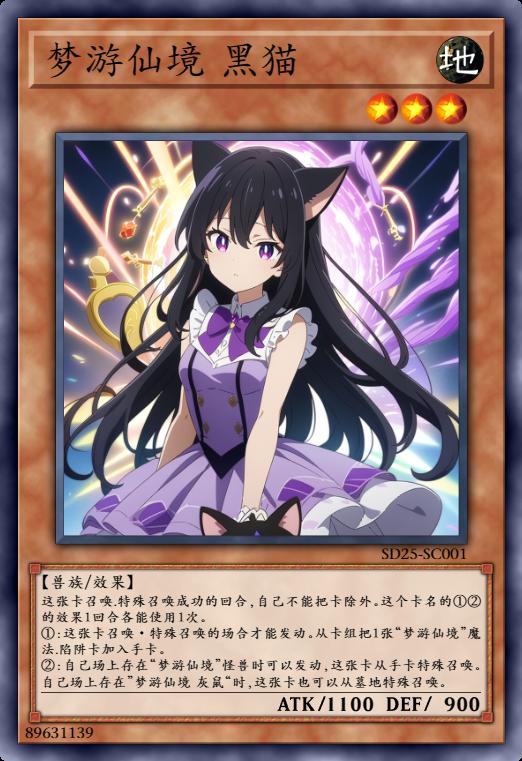 梦游仙境 黑猫
地
SD25-SC001
【兽族/效果】
这张卡召唤.特殊召唤成功的回合,自己不能把卡除外。这个卡名的①②
的效果1回合各能使用1次。
①:这张卡召唤·特殊召唤的场合才能发动。从卡组把1张“梦游仙境”魔
法.陷阱卡加入手卡。
②:自己场上存在“梦游仙境”怪兽时可以发动,这张卡从手卡特殊召唤。
自己场上存在”梦游仙境 灰鼠“时,这张卡也可以从墓地特殊召唤。
ATK/1100 DEF/ 900
89631139